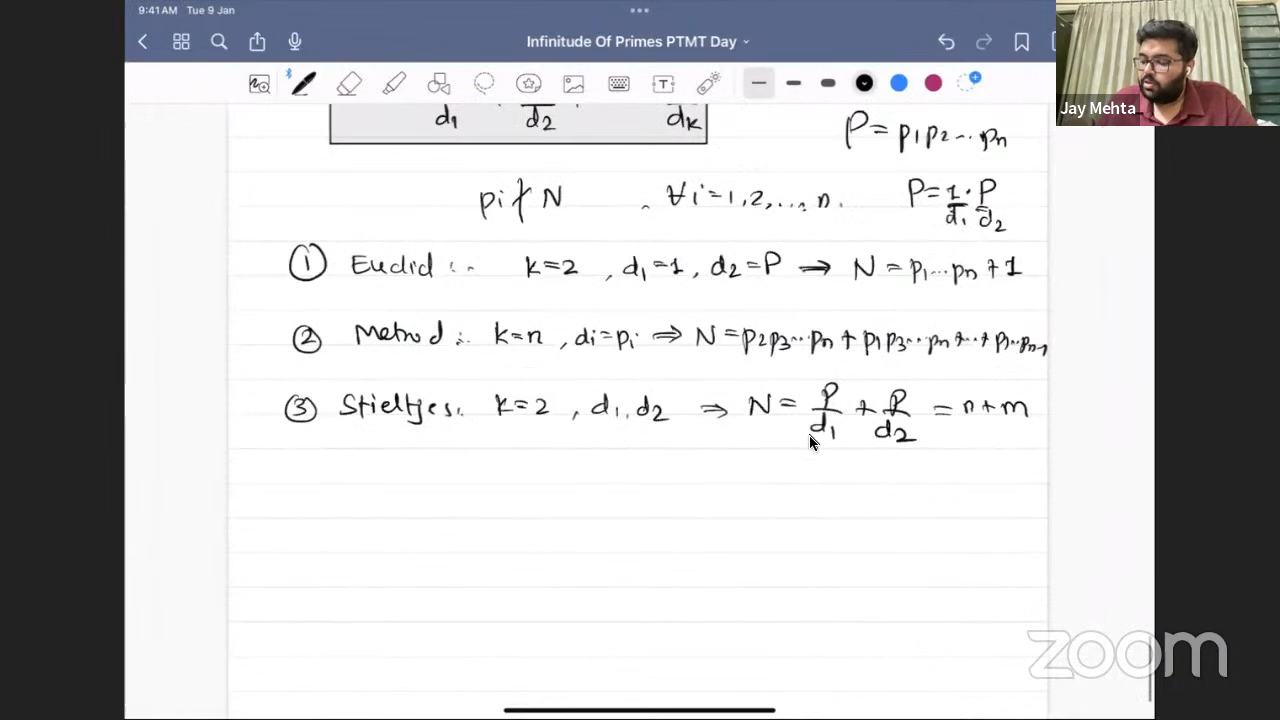 9:41 AM Tue 9 Jan
Infinitude Of Primes PTMT Day
Jay Mehta
T
d1 d2 dk
P = p1p2...pn
pi ∤ N , ∀ i = 1, 2, ..., n.
P = 1/d1 · P/d2
① Euclid :. k=2 , d1=1 , d2=P ⇒ N = p1...pn + 1
② Metrod :. k=n , di=pi ⇒ N = p2p3...pn + p1p3...pn + ... + p1...pn-1
③ Stieltjes :. k=2 , d1, d2 ⇒ N = P/d1 + P/d2 = n+m
zoom